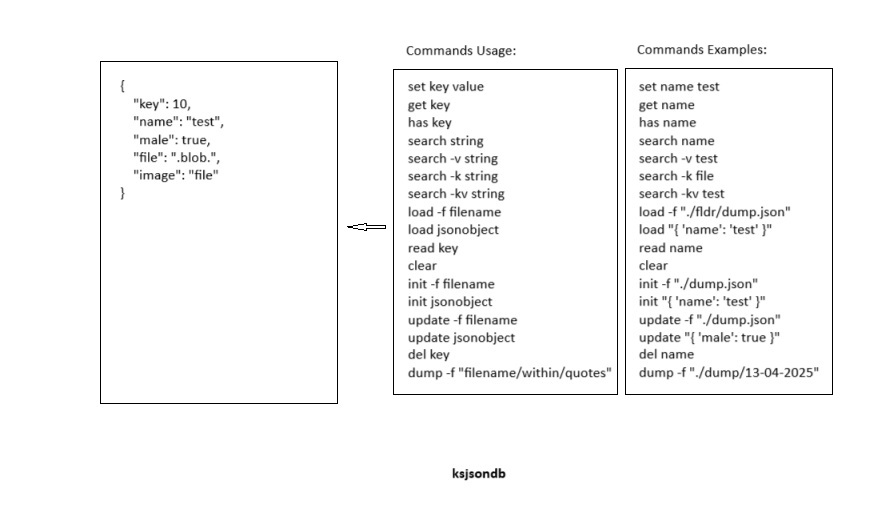 Commands Usage:
Commands Examples:
{
"key": 10,
"name": "test",
"male": true,
"file": ".blob.",
"image": "file"
}
set key value
get key
has key
search string
search -v string
search -k string
search -kv string
load -f filename
load jsonobject
read key
clear
init -f filename
init jsonobject
update -f filename
update jsonobject
del key
dump -f "filename/within/quotes"
set name test
get name
has name
search name
search -v test
search -k file
search -kv test
load -f "./fldr/dump.json"
load "{ 'name': 'test' }"
read name
clear
init -f "./dump.json"
init "{ 'name': 'test' }"
update -f "./dump.json"
update "{ 'male': true }"
del name
dump -f "./dump/13-04-2025"
ksjsondb